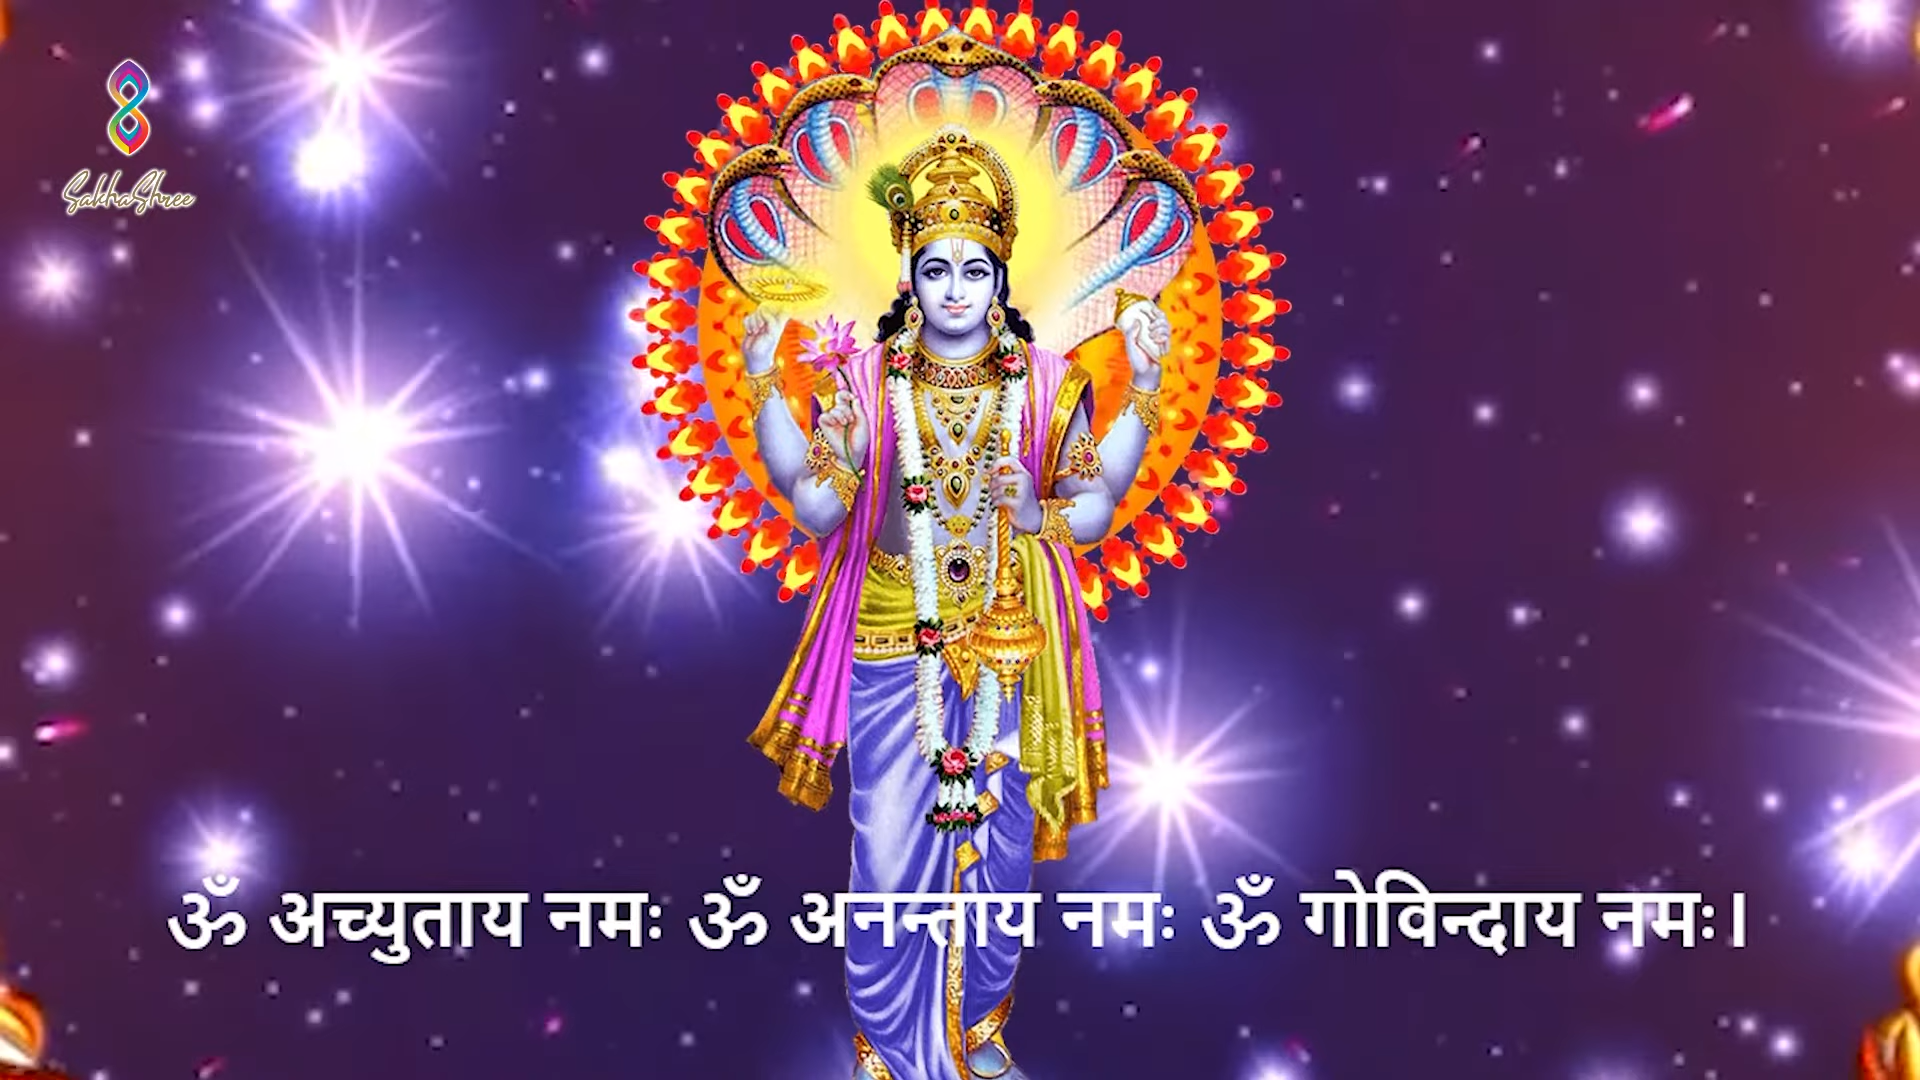 SakhaShree
ॐ अच्युताय नमः ॐ अनन्ताय नमः ॐ गोविन्दाय नमः।